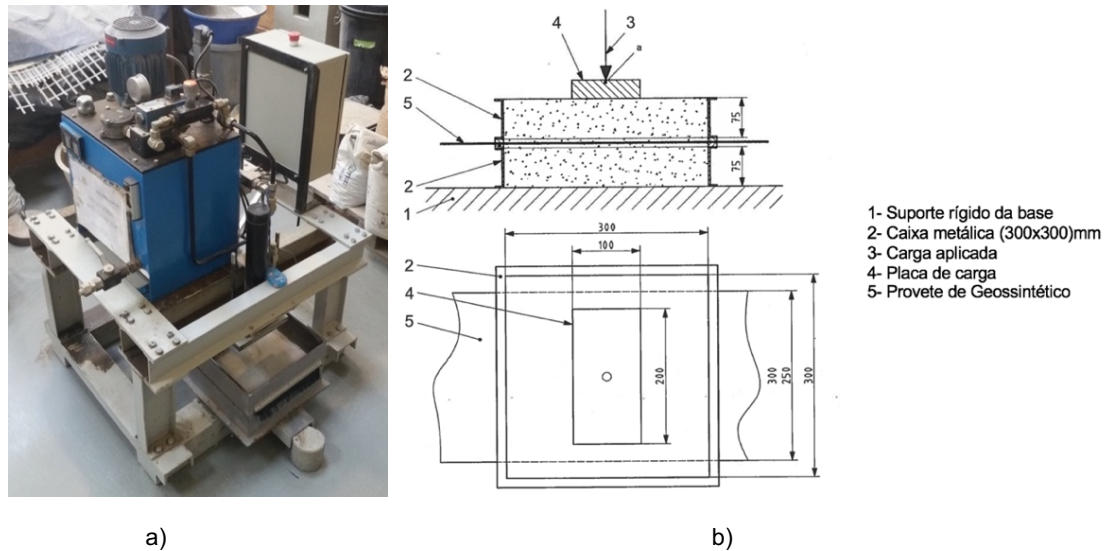 4
3
a
2
5
75
2
75
1
300
100
2
4
5
200
300
250
300
1- Suporte rígido da base
2- Caixa metálica (300x300)mm
3- Carga aplicada
4- Placa de carga
5- Provete de Geossintético
a)
b)